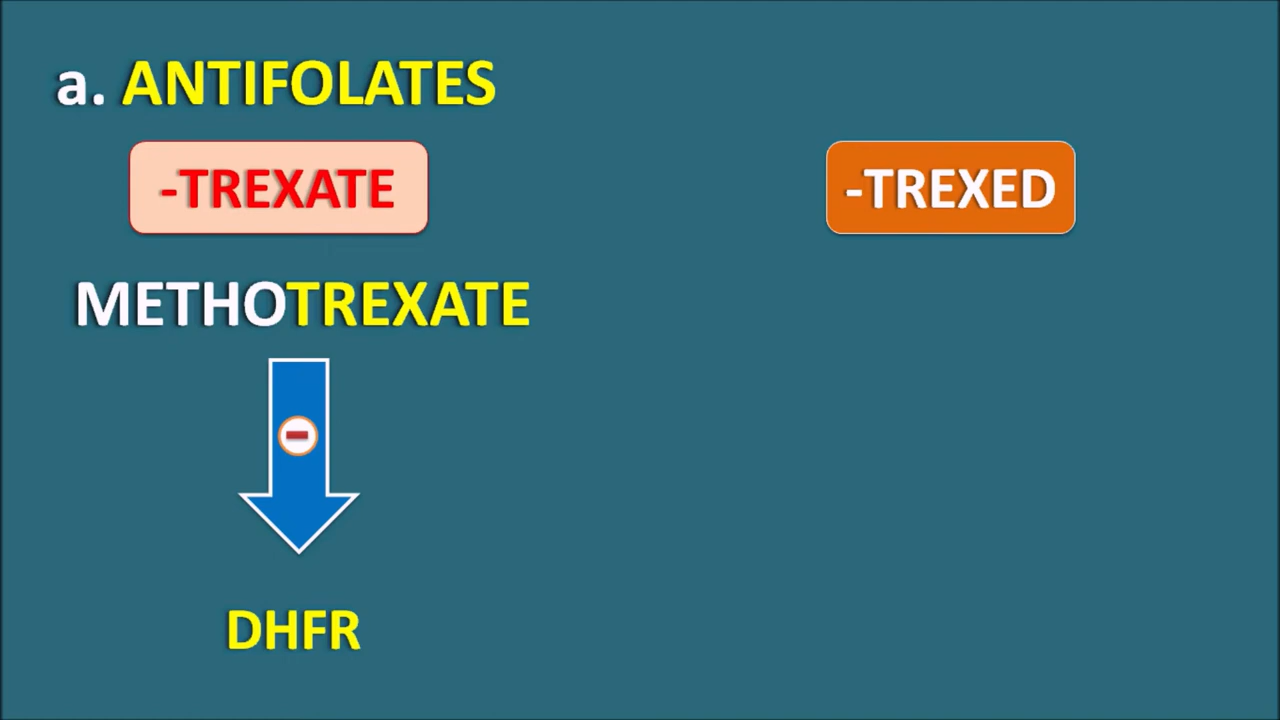 a. ANTIFOLATES
-TREXATE
-TREXED
METHOTREXATE
DHFR